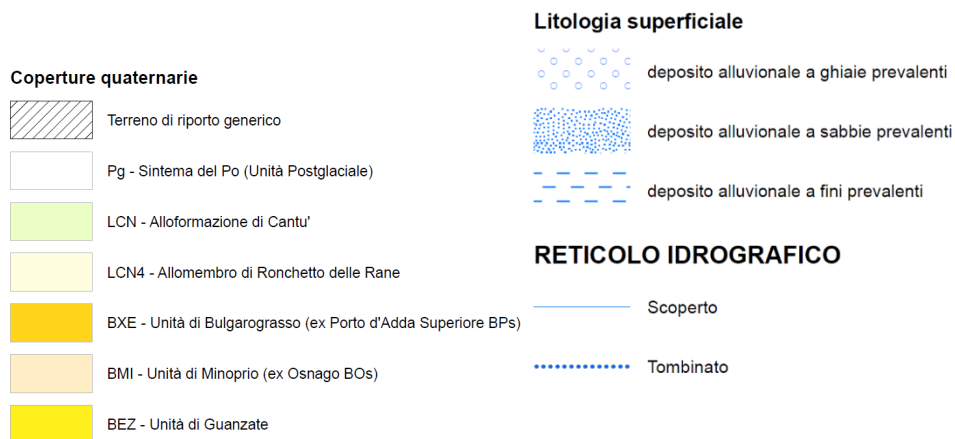 Coperture quaternarie
Terreno di riporto generico
Pg - Sintema del Po (Unità Postglaciale)
LCN - Alloformazione di Cantu'
LCN4 - Allomembro di Ronchetto delle Rane
BXE - Unità di Bulgarograsso (ex Porto d'Adda Superiore BPs)
BMI - Unità di Minoprio (ex Osnago BOs)
BEZ - Unità di Guanzate
Litologia superficiale
deposito alluvionale a ghiaie prevalenti
deposito alluvionale a sabbie prevalenti
deposito alluvionale a fini prevalenti
RETICOLO IDROGRAFICO
Scoperto
Tombinato